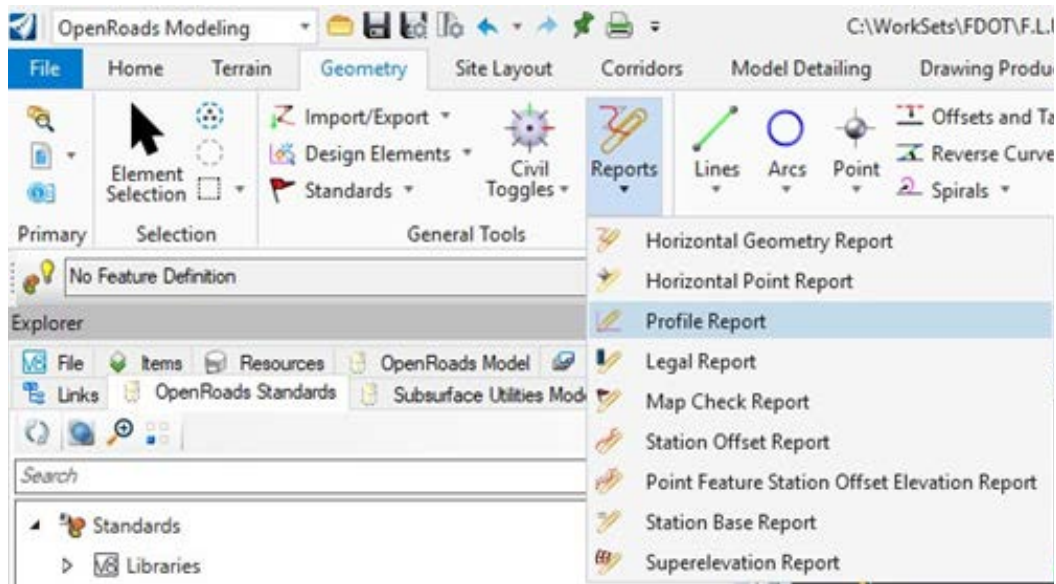 OpenRoads Modeling
C:\WorkSets\FDOT\F.L.
File Home Terrain Geometry Site Layout Corridors Model Detailing Drawing
Import/Export
Design Elements
Standards
Element
Selection
Civil
Toggles
Reports
Lines
Arcs
Point
Offsets and
Reverse Curve
Spirals
Primary
Selection
General Tools
No Feature Definition
Explorer
File Items Resources OpenRoads Model
Links OpenRoads Standards Subsurface Utilities
Search
Standards
Libraries
Horizontal Geometry Report
Horizontal Point Report
Profile Report
Legal Report
Map Check Report
Station Offset Report
Point Feature Station Offset Elevation Report
Station Base Report
Superelevation Report